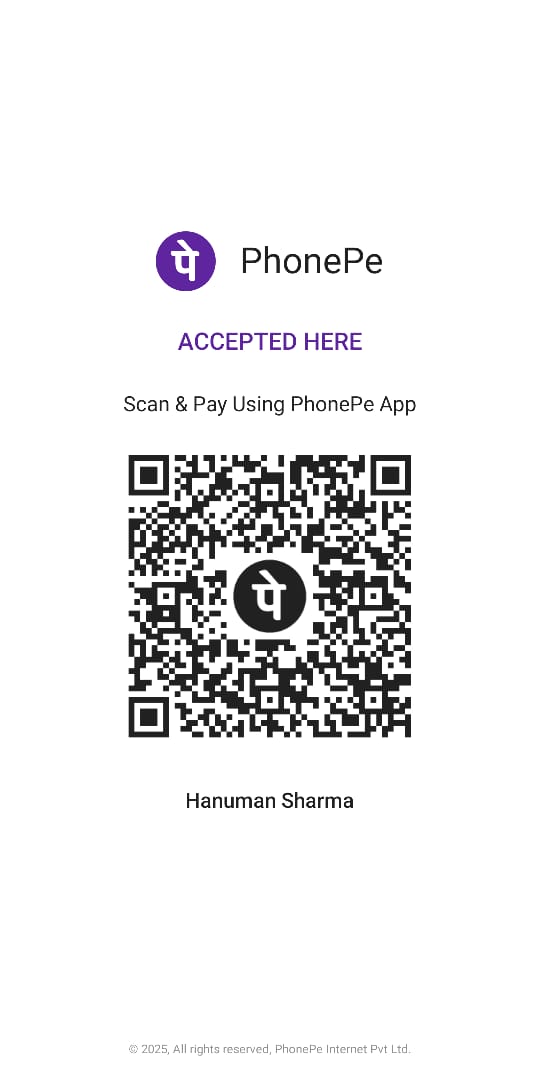 पे PhonePe
ACCEPTED HERE
Scan & Pay Using PhonePe App
पे
Hanuman Sharma
© 2025, All rights reserved, PhonePe Internet Pvt Ltd.